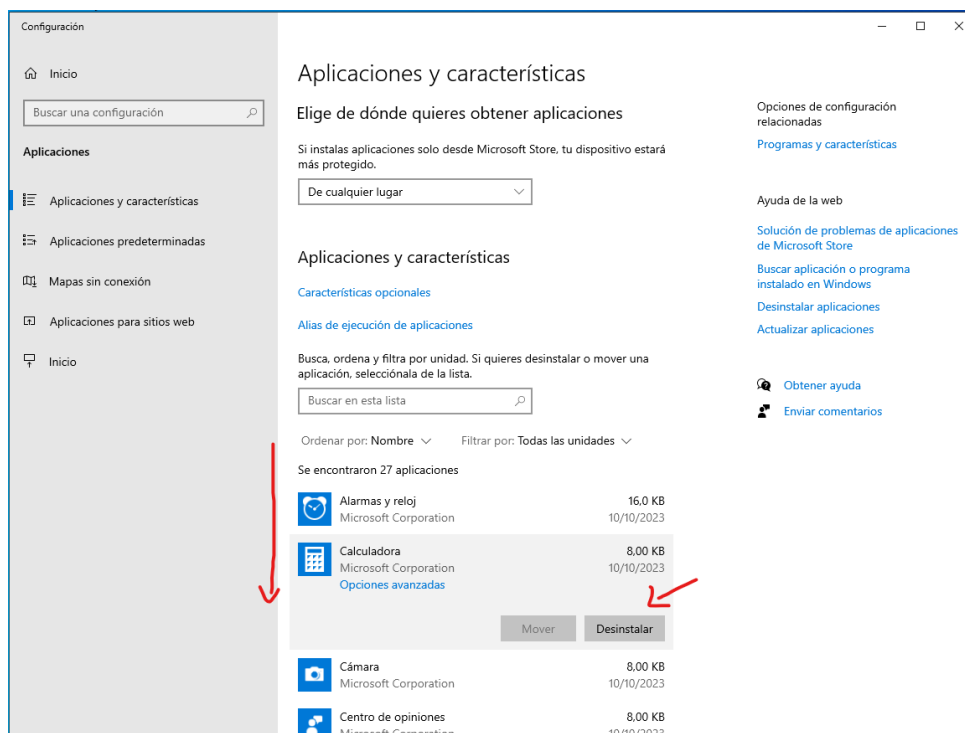 Configuración
Inicio
Buscar una configuración
Aplicaciones
Aplicaciones y características
Aplicaciones predeterminadas
Mapas sin conexión
Aplicaciones para sitios web
Inicio
Aplicaciones y características
Elige de dónde quieres obtener aplicaciones
Si instalas aplicaciones solo desde Microsoft Store, tu dispositivo estará
más protegido.
De cualquier lugar
Aplicaciones y características
Características opcionales
Alias de ejecución de aplicaciones
Busca, ordena y filtra por unidad. Si quieres desinstalar o mover una
aplicación, selecciónala de la lista.
Buscar en esta lista
Ordenar por: Nombre Filtrar por: Todas las unidades
Se encontraron 27 aplicaciones
Alarmas y reloj 16,0 KB
Microsoft Corporation 10/10/2023
Calculadora 8,00 KB
Microsoft Corporation 10/10/2023
Opciones avanzadas
Mover Desinstalar
Cámara 8,00 KB
Microsoft Corporation 10/10/2023
Centro de opiniones 8,00 KB
Microsoft Corporation 10/10/2023
Opciones de configuración
relacionadas
Programas y características
Ayuda de la web
Solución de problemas de aplicaciones
de Microsoft Store
Buscar aplicación o programa
instalado en Windows
Desinstalar aplicaciones
Actualizar aplicaciones
Obtener ayuda
Enviar comentarios